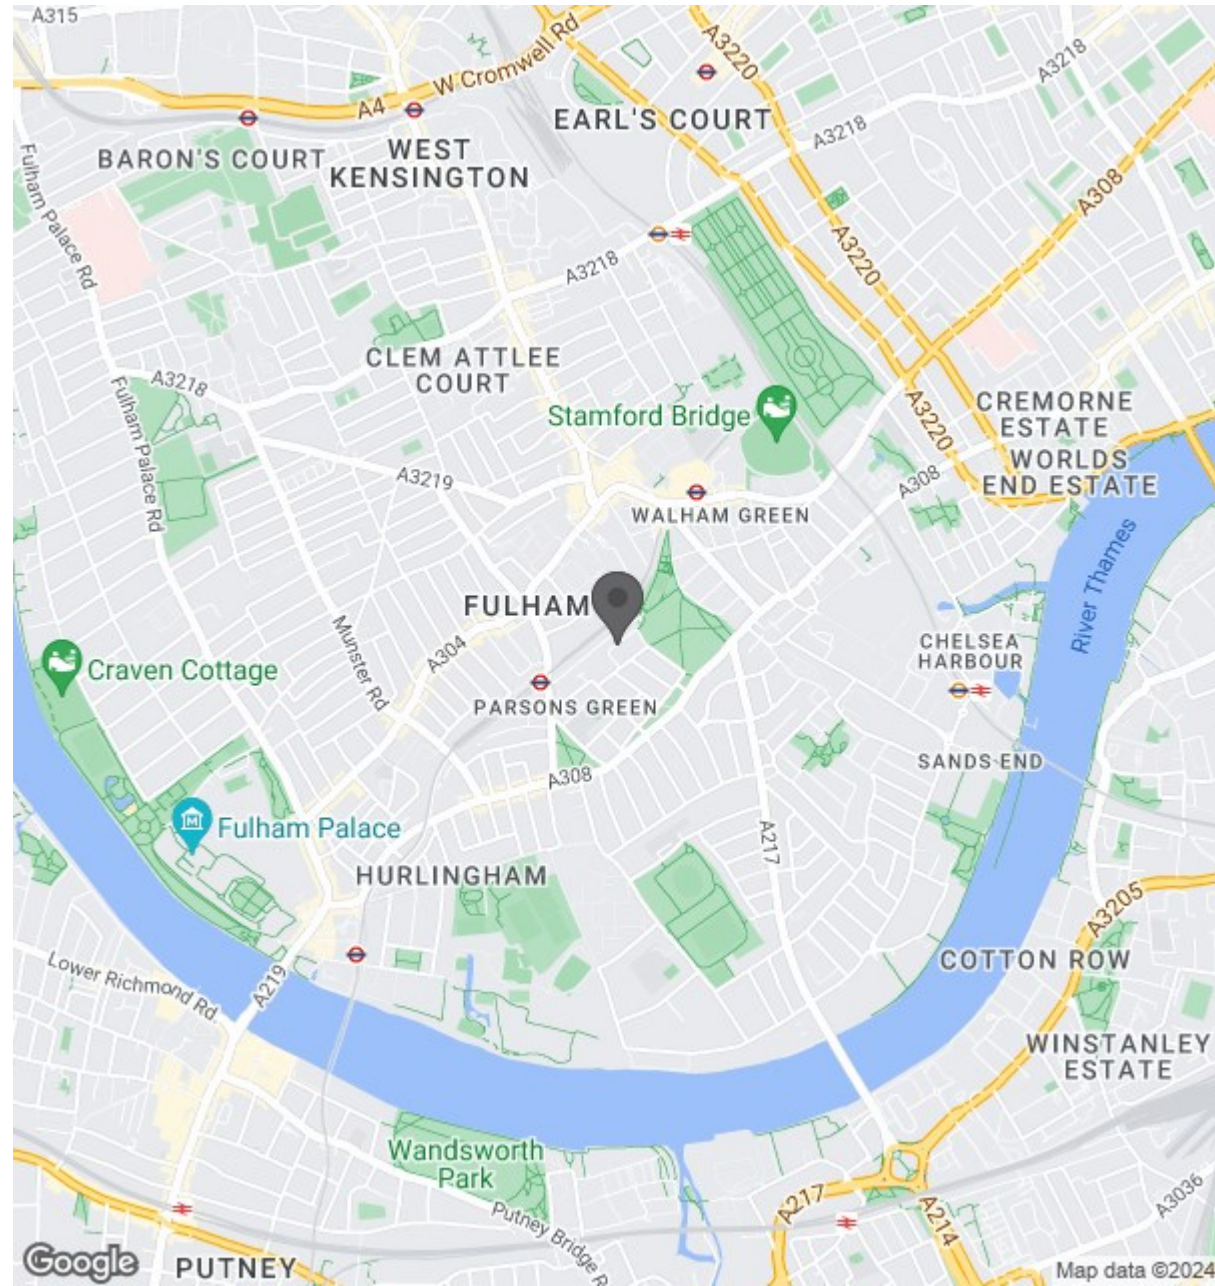 A315
A3220
A3218
W Cromwell Rd
A4
EARL'S COURT
A3218
BARON'S COURT
WEST
KENSINGTON
A308
Fulham Palace Rd
A3220
A3218
CLEM ATTLEE
COURT
A3218
Fulham Palace Rd
Stamford Bridge
A3220
CREMORNE
ESTATE
WORLDS
END ESTATE
A3219
A308
WALHAM GREEN
River Thames
FULHAM
Munster Rd
A304
CHELSEA
HARBOUR
Craven Cottage
PARSONS GREEN
SANDS END
A308
Fulham Palace
A217
HURLINGHAM
A3205
COTTON ROW
Lower Richmond Rd.
A219
WINSTANLEY
ESTATE
Wandsworth
Park
A217
A214
A3036
Putney Bridge R
PUTNEY
Google
Map data ©2024